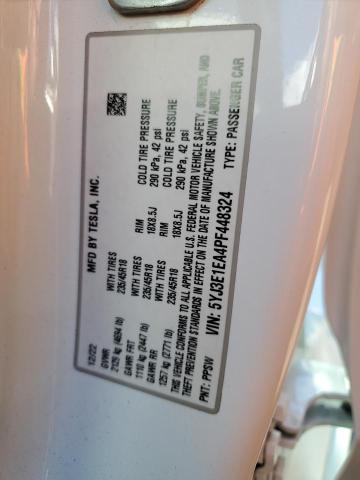 MFD BY TESLA, INC.
12/22
GVWR
2129 kg (4694 lb)
GAWR FRT WITH TIRES RIM COLD TIRE PRESSURE
1110 kg (2447 lb) 235/45R18 18X8.5J 290 kPa, 42 psi
GAWR RR WITH TIRES RIM COLD TIRE PRESSURE
1257 kg (2771 lb) 235/45R18 18X8.5J 290 kPa, 42 psi
THIS VEHICLE CONFORMS TO ALL APPLICABLE U.S. FEDERAL MOTOR VEHICLE SAFETY, BUMPER, AND
THEFT PREVENTION STANDARDS IN EFFECT ON THE DATE OF MANUFACTURE SHOWN ABOVE.
VIN: 5YJ3E1EA4PF448324 TYPE: PASSENGER CAR
PNT: PPSW